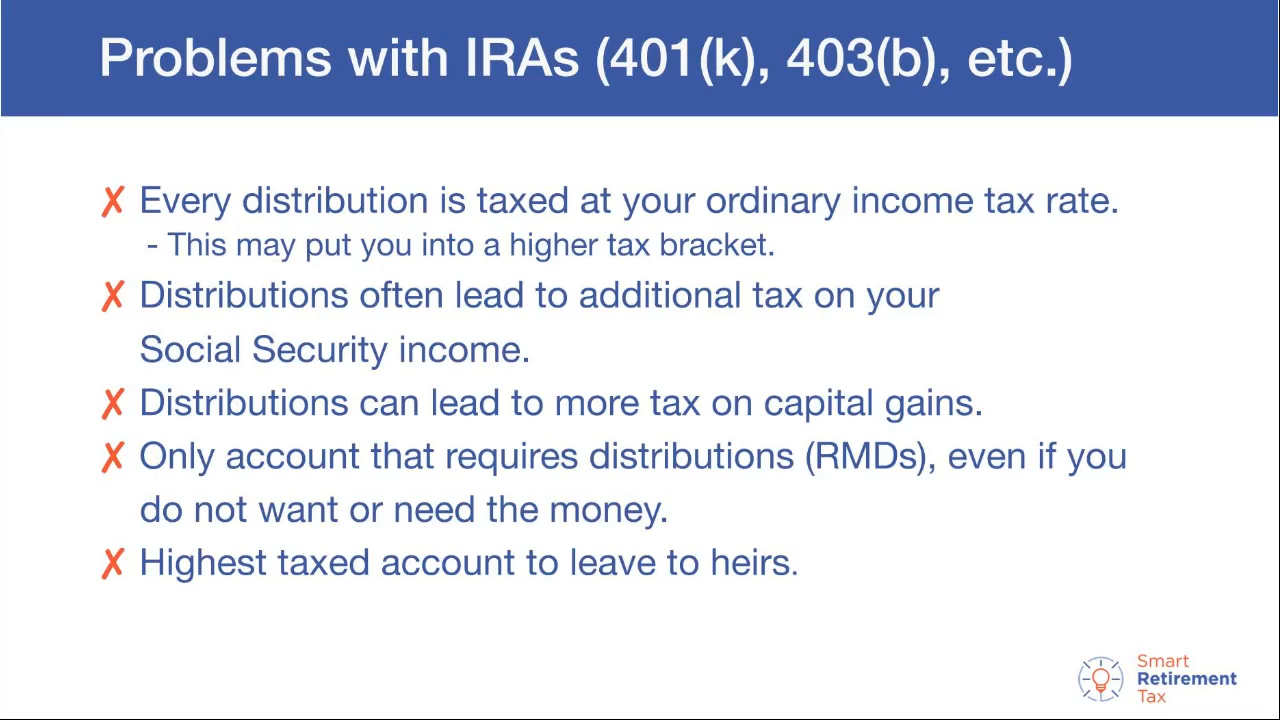 Problems with IRAs (401(k), 403(b), etc.)
✗ Every distribution is taxed at your ordinary income tax rate.
- This may put you into a higher tax bracket.
✗ Distributions often lead to additional tax on your
Social Security income.
✗ Distributions can lead to more tax on capital gains.
✗ Only account that requires distributions (RMDs), even if you
do not want or need the money.
✗ Highest taxed account to leave to heirs.
Smart
Retirement
Tax